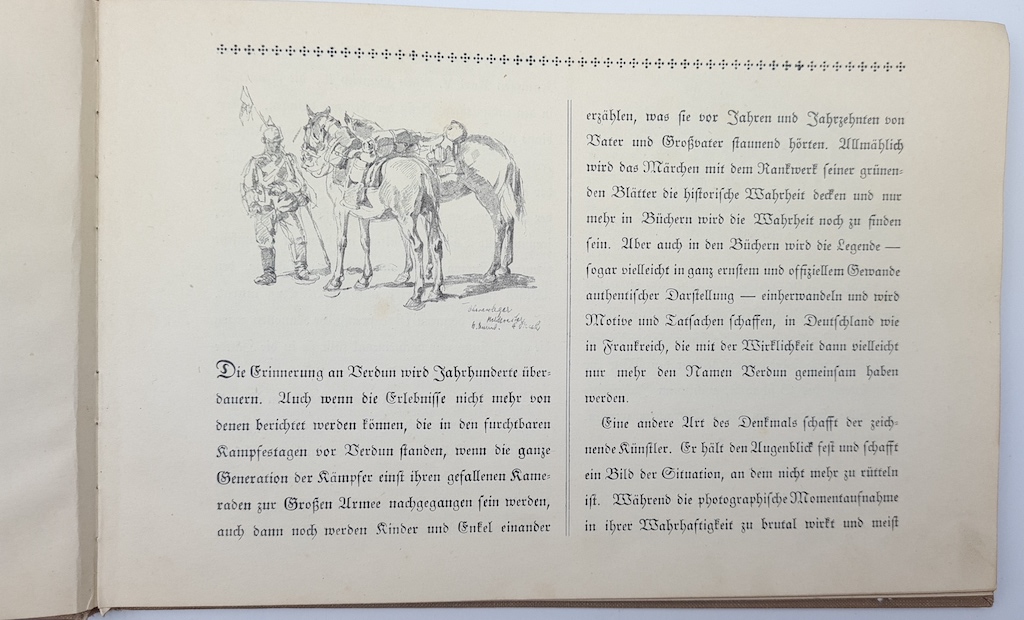 Die Erinnerung an Verdun wird Jahrhunderte über-
dauern. Auch wenn die Erlebnisse nicht mehr von
denen berichtet werden können, die in den furchtbaren
Kampfestagen vor Verdun standen, wenn die ganze
Generation der Kämpfer einst ihren gefallenen Kame-
raden zur Großen Armee nachgegangen sein werden,
auch dann noch werden Kinder und Enkel einander
erzählen, was sie vor Jahren und Jahrzehnten von
Vater und Großvater staunend hörten. Allmählich
wird das Märchen mit dem Rankwerk seiner grünen-
den Blätter die historische Wahrheit decken und nur
mehr in Büchern wird die Wahrheit noch zu finden
sein. Aber auch in den Büchern wird die Legende —
sogar vielleicht in ganz ernstem und offiziellem Gewande
authentischer Darstellung — einherwandeln und wird
Motive und Tatsachen schaffen, in Deutschland wie
in Frankreich, die mit der Wirklichkeit dann vielleicht
nur mehr den Namen Verdun gemeinsam haben
werden.
Eine andere Art des Denkmals schafft der zeich-
nende Künstler. Er hält den Augenblick fest und schafft
ein Bild der Situation, an dem nicht mehr zu rütteln
ist. Während die photographische Momentaufnahme
in ihrer Wahrhaftigkeit zu brutal wirkt und meist